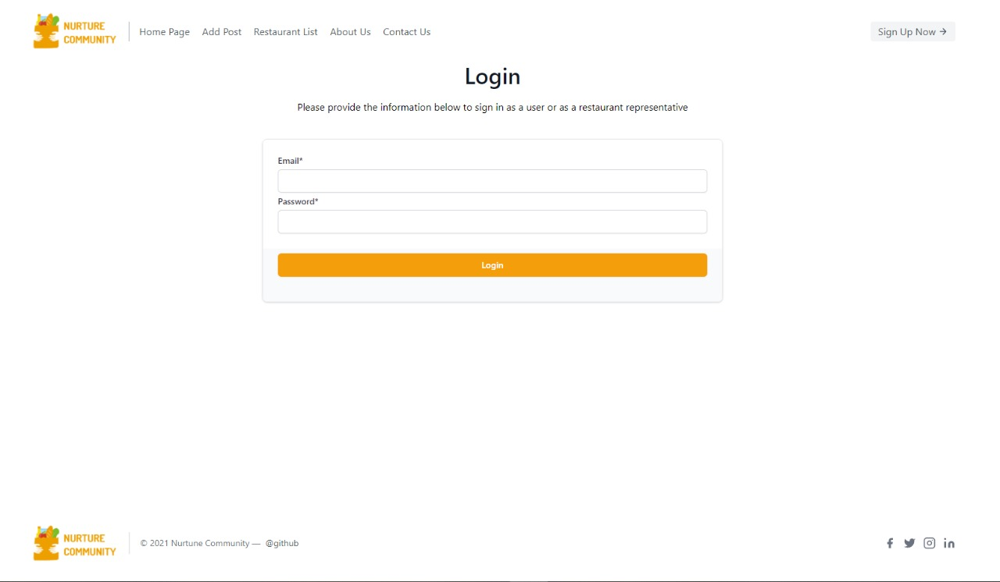 NURTURE
COMMUNITY
Home Page Add Post Restaurant List About Us Contact Us
Sign Up Now →
Login
Please provide the information below to sign in as a user or as a restaurant representative
Email*
Password*
Login
NURTURE
COMMUNITY
© 2021 Nurtune Community — @github